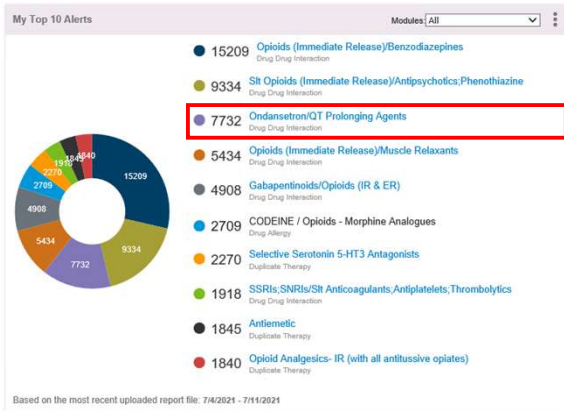 My Top 10 Alerts
Modules: All
15209 Opioids (Immediate Release)/Benzodiazepines
Drug Drug Interaction
9334 Slt Opioids (Immediate Release)/Antipsychotics;Phenothiazine
Drug Drug Interaction
7732 Ondansetron/QT Prolonging Agents
Drug Drug Interaction
5434 Opioids (Immediate Release)/Muscle Relaxants
Drug Drug Interaction
4908 Gabapentinoids/Opioids (IR & ER)
Drug Drug Interaction
2709 CODEINE / Opioids - Morphine Analogues
Drug Allergy
2270 Selective Serotonin 5-HT3 Antagonists
Duplicate Therapy
1918 SSRIs;SNRIs/Slt Anticoagulants;Antiplatelets;Thrombolytics
Drug Drug Interaction
1845 Antiemetic
Duplicate Therapy
1840 Opioid Analgesics- IR (with all antitussive opiates)
Duplicate Therapy
15209
9334
7732
5434
4908
2709
2270
1918
1845
1840
Based on the most recent uploaded report file: 7/4/2021 - 7/11/2021